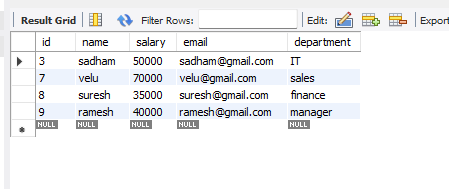 Result Grid Filter Rows: Edit: Export
id name salary email department
3 sadham 50000 sadham@gmail.com IT
7 velu 70000 velu@gmail.com sales
8 suresh 35000 suresh@gmail.com finance
9 ramesh 40000 ramesh@gmail.com manager
NULL NULL NULL NULL NULL